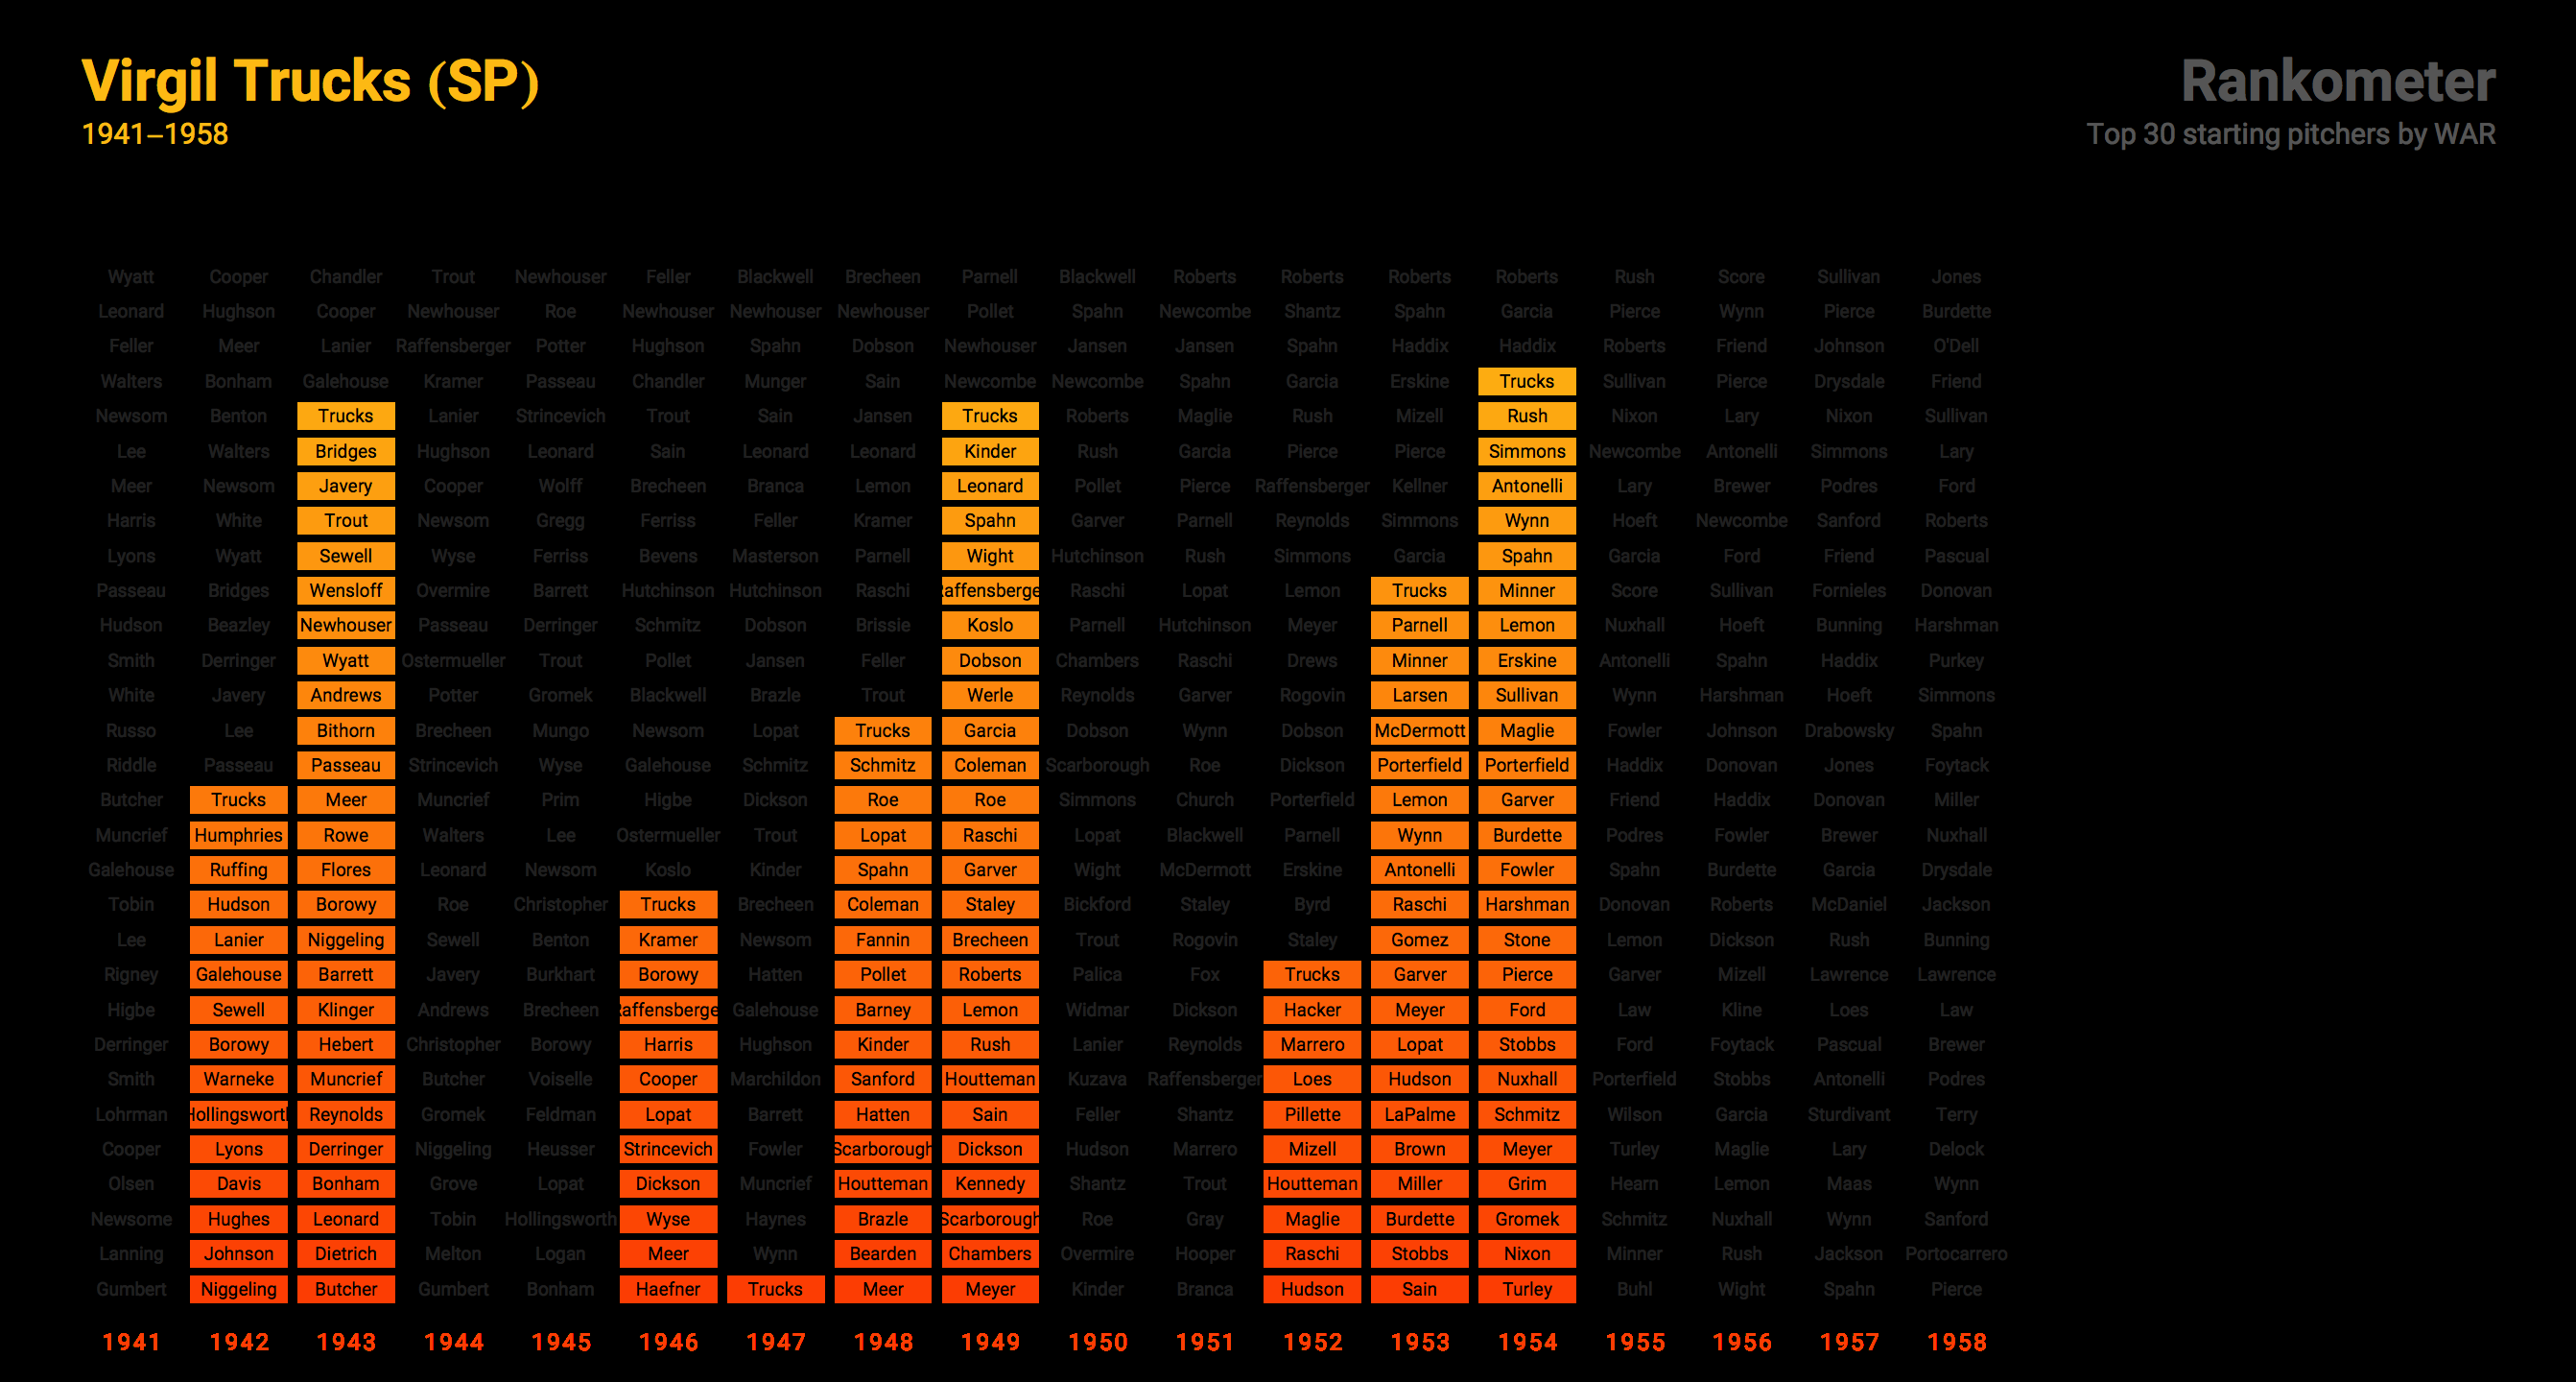 Virgil Trucks (SP)
1941–1958
Rankometer
Top 30 starting pitchers by WAR
Wyatt Cooper Chandler Trout Newhouser Feller Blackwell Brecheen Parnell Blackwell Roberts Roberts Roberts Roberts Rush Score Sullivan Jones
Leonard Hughson Cooper Newhouser Roe Newhouser Newhouser Newhouser Pollet Spahn Newcombe Shantz Spahn Garcia Pierce Wynn Pierce Burdette
Feller Meer Lanier Raffensberger Potter Hughson Spahn Dobson Newhouser Jansen Jansen Spahn Haddix Haddix Roberts Friend Johnson O'Dell
Walters Bonham Galehouse Kramer Passeau Chandler Munger Sain Newcombe Newcombe Spahn Garcia Erskine Trucks Sullivan Pierce Drysdale Friend
Newsom Benton Trucks Lanier Strincevich Trout Sain Jansen Trucks Roberts Maglie Rush Mizell Rush Nixon Lary Nixon Sullivan
Lee Walters Bridges Hughson Leonard Sain Leonard Leonard Kinder Rush Garcia Pierce Pierce Simmons Newcombe Antonelli Simmons Lary
Meer Newsom Javery Cooper Wolff Brecheen Branca Lemon Leonard Pollet Pierce Raffensberger Kellner Antonelli Lary Brewer Podres Ford
Harris White Trout Newsom Gregg Ferriss Feller Kramer Spahn Garver Parnell Reynolds Simmons Wynn Hoeft Newcombe Sanford Roberts
Lyons Wyatt Sewell Wyse Ferriss Bevens Masterson Parnell Wight Hutchinson Rush Simmons Garcia Spahn Garcia Ford Friend Pascual
Passeau Bridges Wensloff Overmire Barrett Hutchinson Hutchinson Raschi affensberge Raschi Lopat Lemon Trucks Minner Score Sullivan Fornieles Donovan
Hudson Beazley Newhouser Passeau Derringer Schmitz Dobson Brissie Koslo Parnell Hutchinson Meyer Parnell Lemon Nuxhall Hoeft Bunning Harshman
Smith Derringer Wyatt Ostermueller Trout Pollet Jansen Feller Dobson Chambers Raschi Drews Minner Erskine Antonelli Spahn Haddix Purkey
White Javery Andrews Potter Gromek Blackwell Brazle Trout Werle Reynolds Garver Rogovin Larsen Sullivan Wynn Harshman Hoeft Simmons
Russo Lee Bithorn Brecheen Mungo Newsom Lopat Trucks Garcia Dobson Wynn Dobson McDermott Maglie Fowler Johnson Drabowsky Spahn
Riddle Passeau Passeau Strincevich Wyse Galehouse Schmitz Schmitz Coleman Scarborough Roe Dickson Porterfield Porterfield Haddix Donovan Jones Foytack
Butcher Trucks Meer Muncrief Prim Higbe Dickson Roe Roe Simmons Church Porterfield Lemon Garver Friend Haddix Donovan Miller
Muncrief Humphries Rowe Walters Lee Ostermueller Trout Lopat Raschi Lopat Blackwell Parnell Wynn Burdette Podres Fowler Brewer Nuxhall
Galehouse Ruffing Flores Leonard Newsom Koslo Kinder Spahn Garver Wight McDermott Erskine Antonelli Fowler Spahn Burdette Garcia Drysdale
Tobin Hudson Borowy Roe Christopher Trucks Brecheen Coleman Staley Bickford Staley Byrd Raschi Harshman Donovan Roberts McDaniel Jackson
Lee Lanier Niggeling Sewell Benton Kramer Newsom Fannin Brecheen Trout Rogovin Staley Gomez Stone Lemon Dickson Rush Bunning
Rigney Galehouse Barrett Javery Burkhart Borowy Hatten Pollet Roberts Palica Fox Trucks Garver Pierce Garver Mizell Lawrence Lawrence
Higbe Sewell Klinger Andrews Brecheen affensberge Galehouse Barney Lemon Widmar Dickson Hacker Meyer Ford Law Kline Loes Law
Derringer Borowy Hebert Christopher Borowy Harris Hughson Kinder Rush Lanier Reynolds Marrero Lopat Stobbs Ford Foytack Pascual Brewer
Smith Warneke Muncrief Butcher Voiselle Cooper Marchildon Sanford Houtteman Kuzava Raffensberger Loes Hudson Nuxhall Porterfield Stobbs Antonelli Podres
Lohrman Hollingswort Reynolds Gromek Feldman Lopat Barrett Hatten Sain Feller Shantz Pillette LaPalme Schmitz Wilson Garcia Sturdivant Terry
Cooper Lyons Derringer Niggeling Heusser Strincevich Fowler Scarborough Dickson Hudson Marrero Mizell Brown Meyer Turley Maglie Lary Delock
Olsen Davis Bonham Grove Lopat Dickson Muncrief Houtteman Kennedy Shantz Trout Houtteman Miller Grim Hearn Lemon Maas Wynn
Newsome Hughes Leonard Tobin Hollingsworth Wyse Haynes Brazle Scarborough Roe Gray Maglie Burdette Gromek Schmitz Nuxhall Wynn Sanford
Lanning Johnson Dietrich Melton Logan Meer Wynn Bearden Chambers Overmire Hooper Raschi Stobbs Nixon Minner Rush Jackson Portocarrero
Gumbert Niggeling Butcher Gumbert Bonham Haefner Trucks Meer Meyer Kinder Branca Hudson Sain Turley Buhl Wight Spahn Pierce
1941 1942 1943 1944 1945 1946 1947 1948 1949 1950 1951 1952 1953 1954 1955 1956 1957 1958